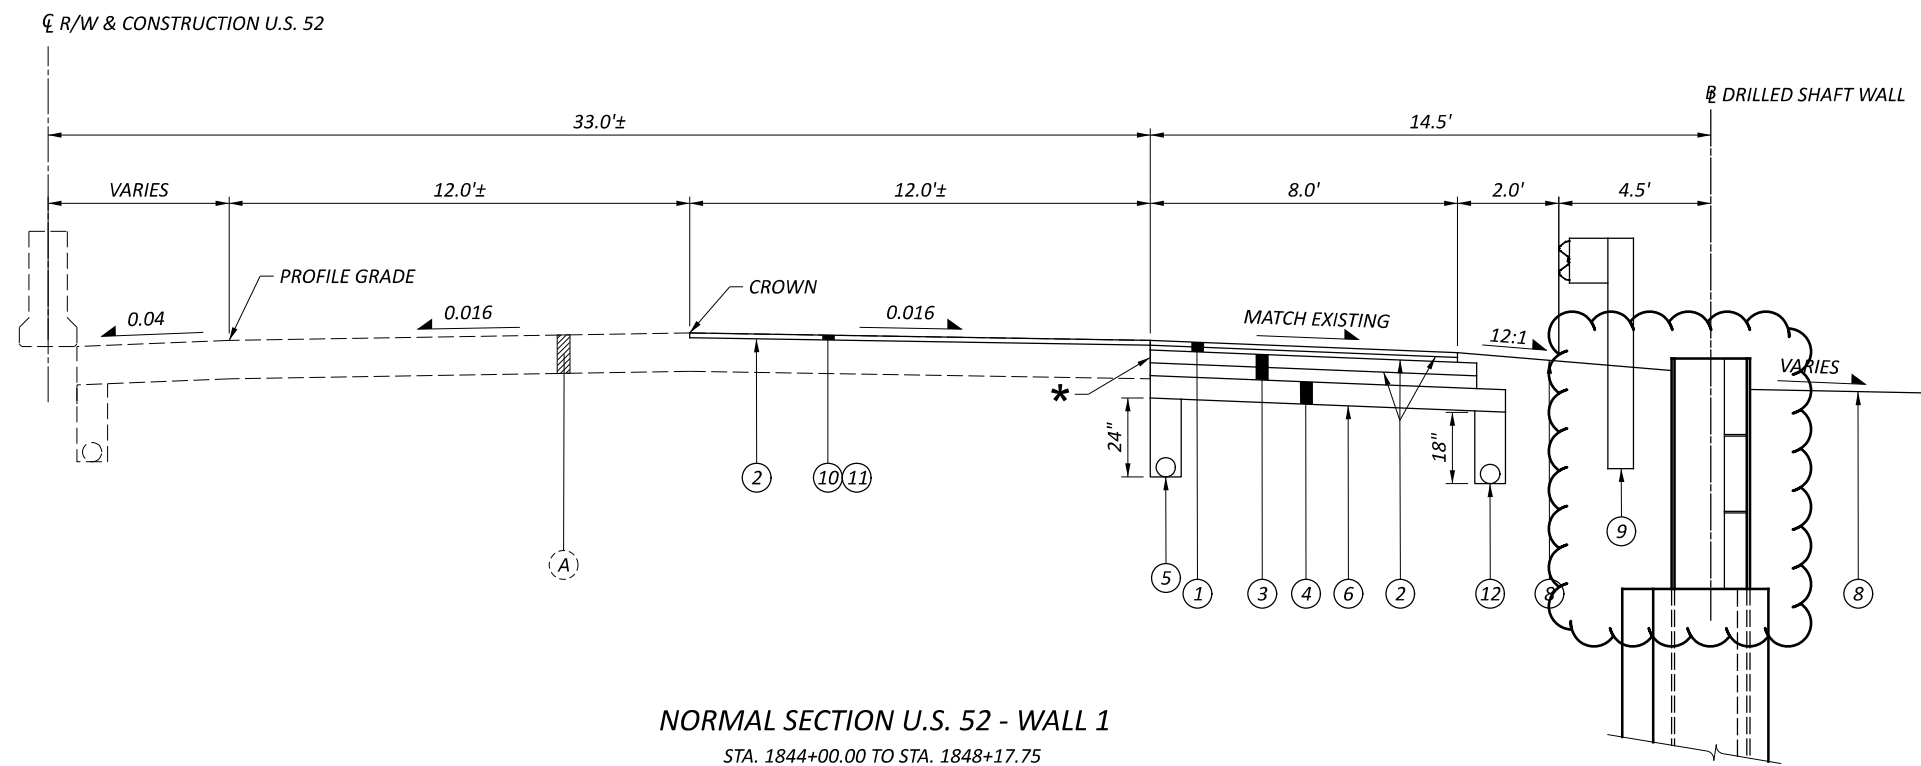 ℄ R/W & CONSTRUCTION U.S. 52
B̲L DRILLED SHAFT WALL
33.0'±
14.5'
VARIES
12.0'±
12.0'±
8.0'
2.0'
4.5'
PROFILE GRADE
CROWN
0.04
0.016
0.016
MATCH EXISTING
12:1
VARIES
*
24"
18"
2
10
11
9
A
5
1
3
4
6
2
12
8
8
NORMAL SECTION U.S. 52 - WALL 1
STA. 1844+00.00 TO STA. 1848+17.75